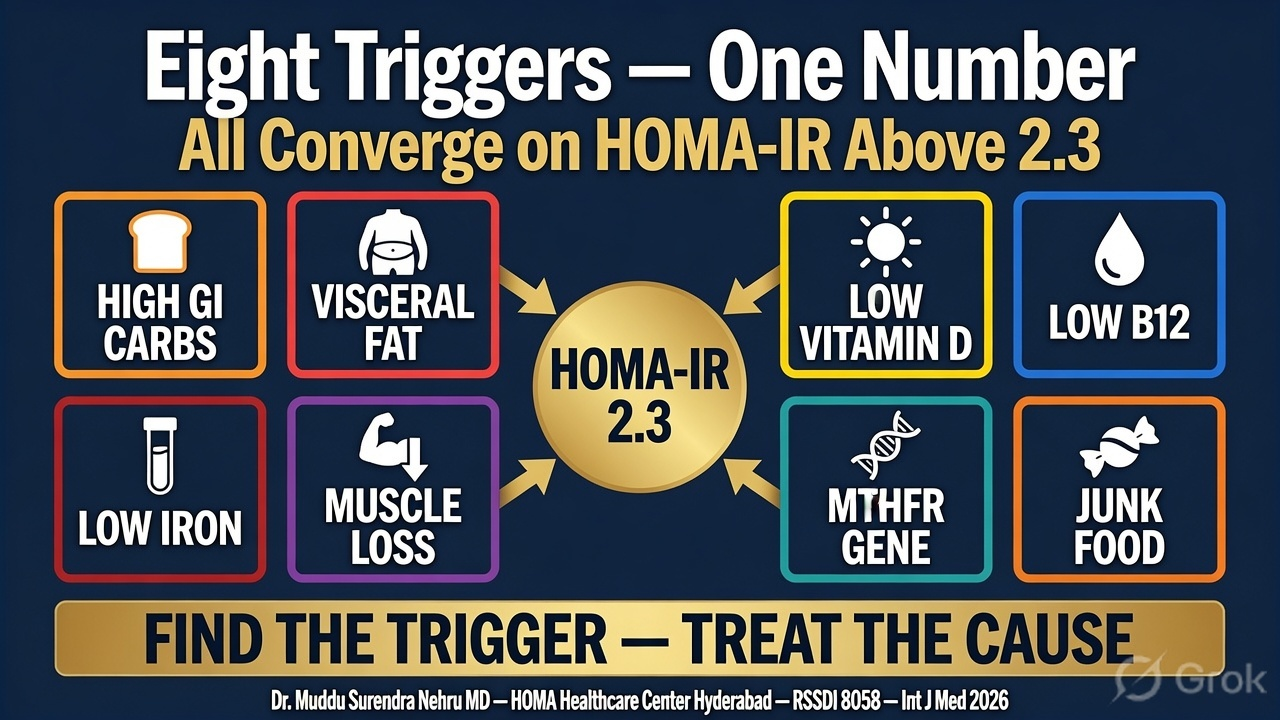 Eight Triggers — One Number
All Converge on HOMA-IR Above 2.3
HIGH GI
CARBS
VISCERAL
FAT
LOW
VITAMIN D
LOW B12
HOMA-IR
2.3
LOW IRON
MUSCLE
LOSS
MTHFR
GENE
JUNK
FOOD
FIND THE TRIGGER — TREAT THE CAUSE
Grok
Dr. Muddu Surendra Nehru MD — HOMA Healthcare Center Hyderabad — RSSDI 8058 — Int J Med 2026